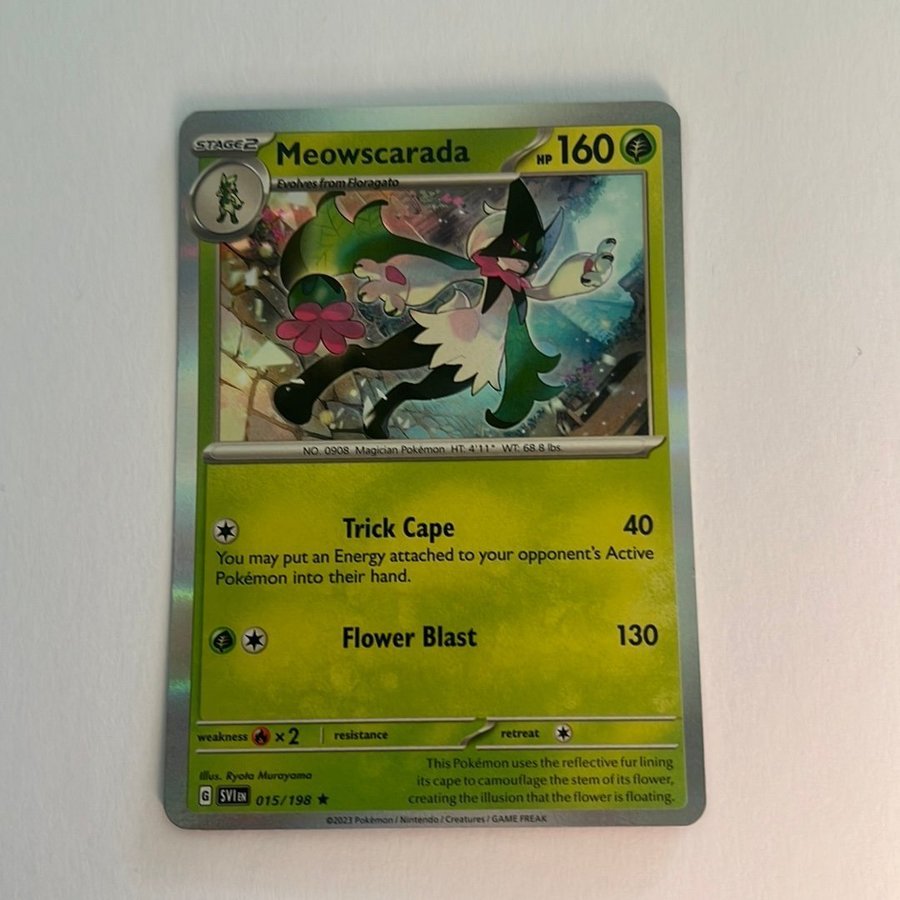 STAGE2 Meowscarada HP 160
Evolves from Floragato
NO. 0908 Magician Pokémon HT: 4'11" WT: 68.8 lbs.
Trick Cape 40
You may put an Energy attached to your opponent's Active
Pokémon into their hand.
Flower Blast 130
weakness ×2 resistance retreat
This Pokémon uses the reflective fur lining
its cape to camouflage the stem of its flower,
creating the illusion that the flower is floating.
Illus. Ryota Murayama
G SVI EN 015/198 ★
©2023 Pokémon / Nintendo / Creatures / GAME FREAK